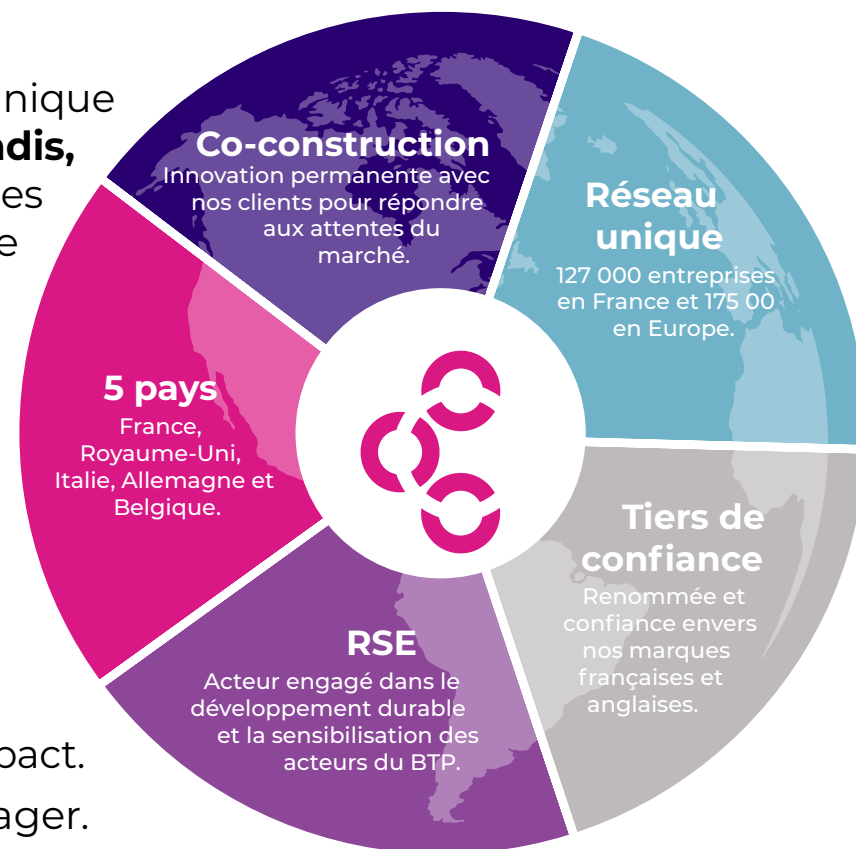 nique
dis,
es
e
Co-construction
Innovation permanente avec
nos clients pour répondre
aux attentes du
marché.
Réseau
unique
127 000 entreprises
en France et 175 00
en Europe.
5 pays
France,
Royaume-Uni,
Italie, Allemagne et
Belgique.
Tiers de
confiance
Renommée et
confiance envers
nos marques
françaises et
anglaises.
RSE
Acteur engagé dans le
développement durable
et la sensibilisation des
acteurs du BTP.
pact.
ager.